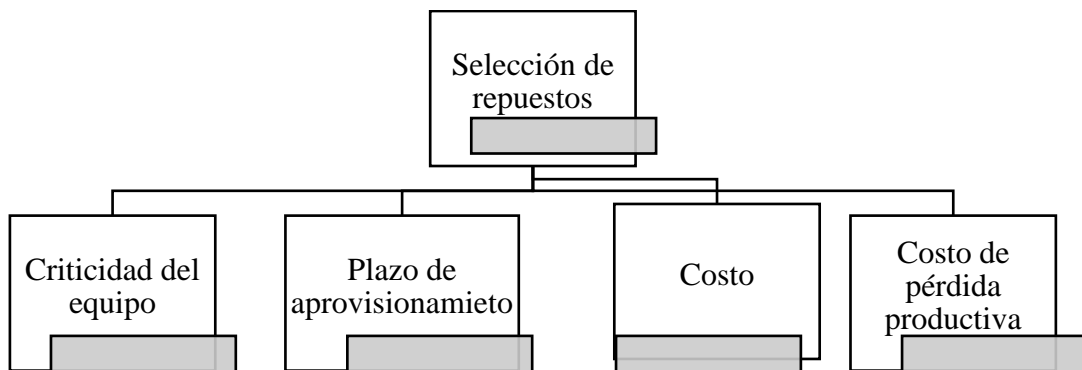 Selección de
repuestos
Criticidad del
equipo
Plazo de
aprovisionamieto
Costo
Costo de
pérdida
productiva